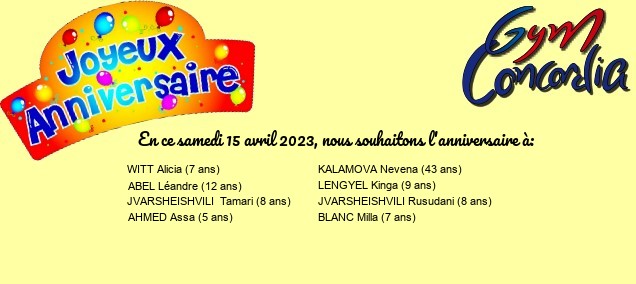 Joyeux
Anniversaire
Gym
Concordia
En ce samedi 15 avril 2023, nous souhaitons l'anniversaire à:
WITT Alicia (7 ans)
ABEL Léandre (12 ans)
JVARSHEISHVILI Tamari (8 ans)
AHMED Assa (5 ans)
KALAMOVA Nevena (43 ans)
LENGYEL Kinga (9 ans)
JVARSHEISHVILI Rusudani (8 ans)
BLANC Milla (7 ans)